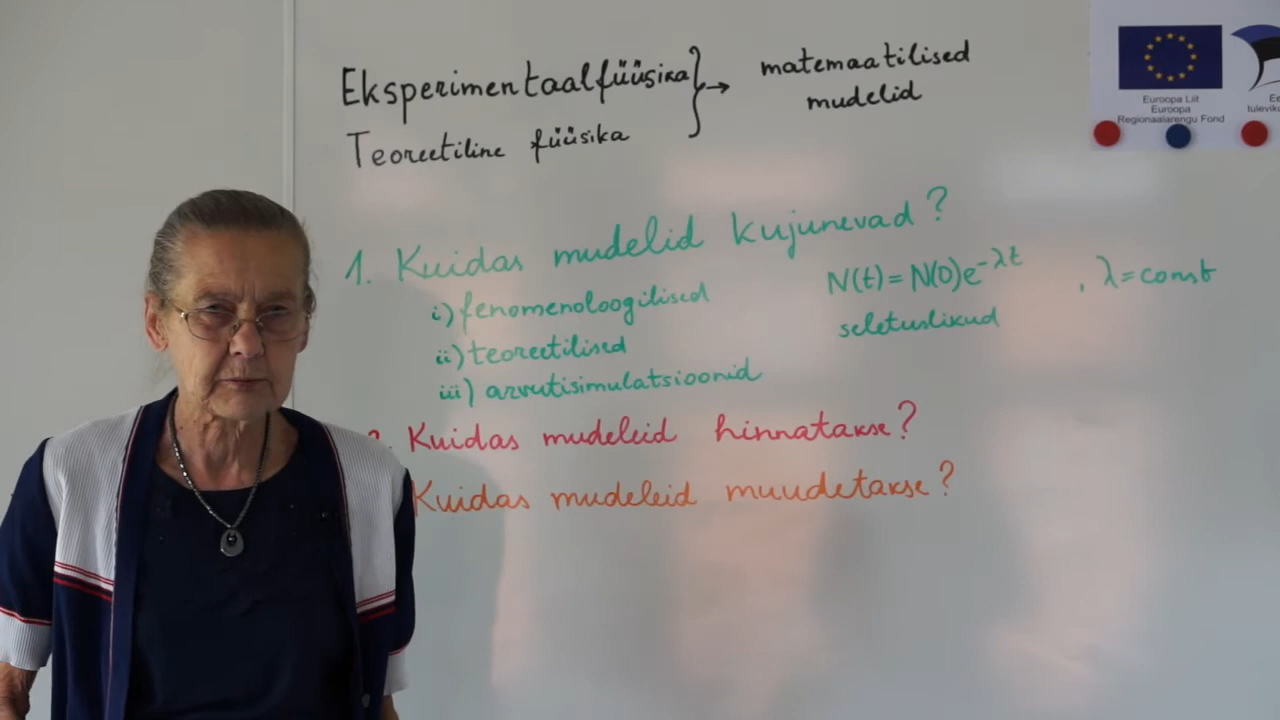 Eksperimentaalfüüsika } → matemaatilised mudelid
Teoreetiline füüsika
1. Kuidas mudelid kujunevad?
i) fenomenoloogilised N(t) = N(0)e^-λt , λ = const
ii) teoreetilised seletuslikud
iii) arvutisimulatsioonid
Kuidas mudeleid hinnatakse?
Kuidas mudeleid muudetakse?
Euroopa Liit
Euroopa
Regionaalarengu Fond